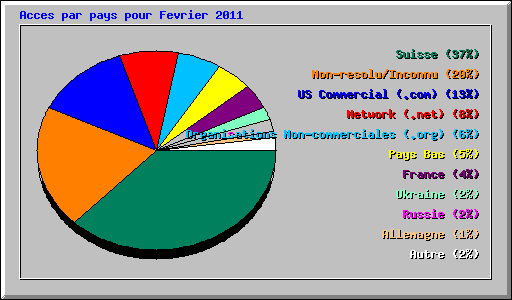 Acces par pays pour Fevrier 2011
Suisse (37%)
Non-resolu/Inconnu (20%)
US Commercial (.com) (13%)
Network (.net) (8%)
Organisations Non-commerciales (.org) (6%)
Pays Bas (5%)
France (4%)
Ukraine (2%)
Russie (2%)
Allemagne (1%)
Autre (2%)